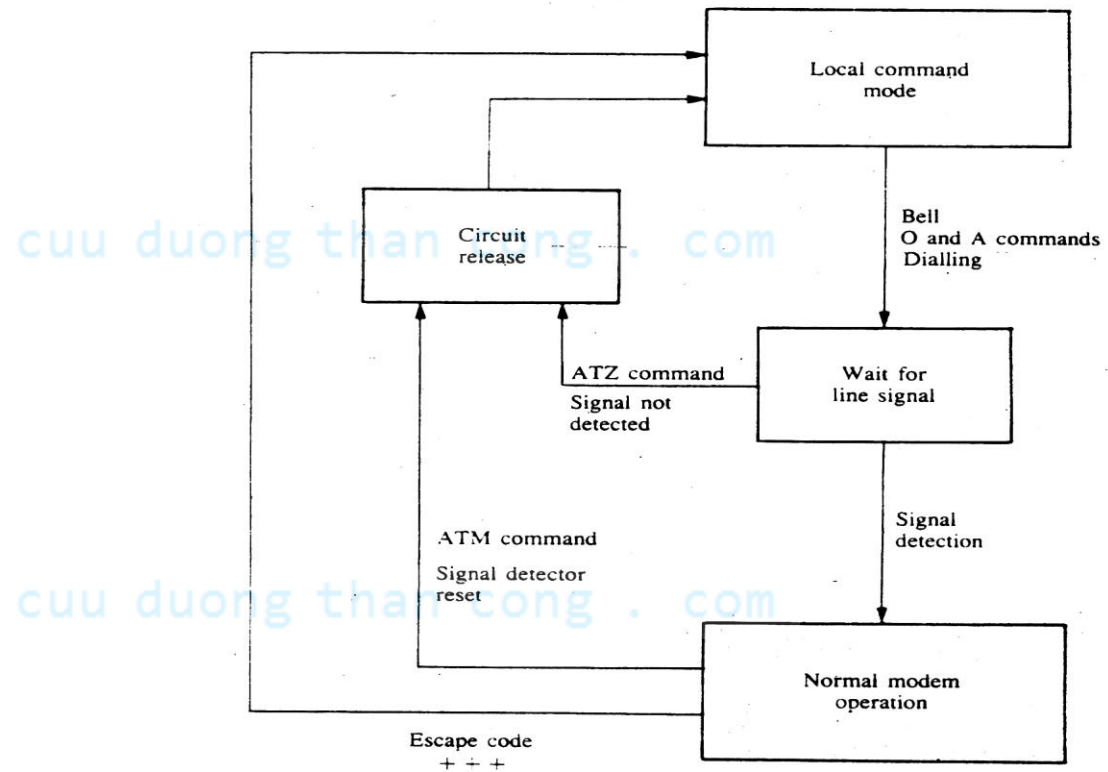 Local command
mode
Bell
O and A commands
Dialling
Circuit
release
cuu duong than cong . com
Wait for
line signal
ATZ command
Signal not
detected
Signal
detection
ATM command
Signal detector
reset
cuu duong than cong . com
Normal modem
operation
Escape code
+ + +